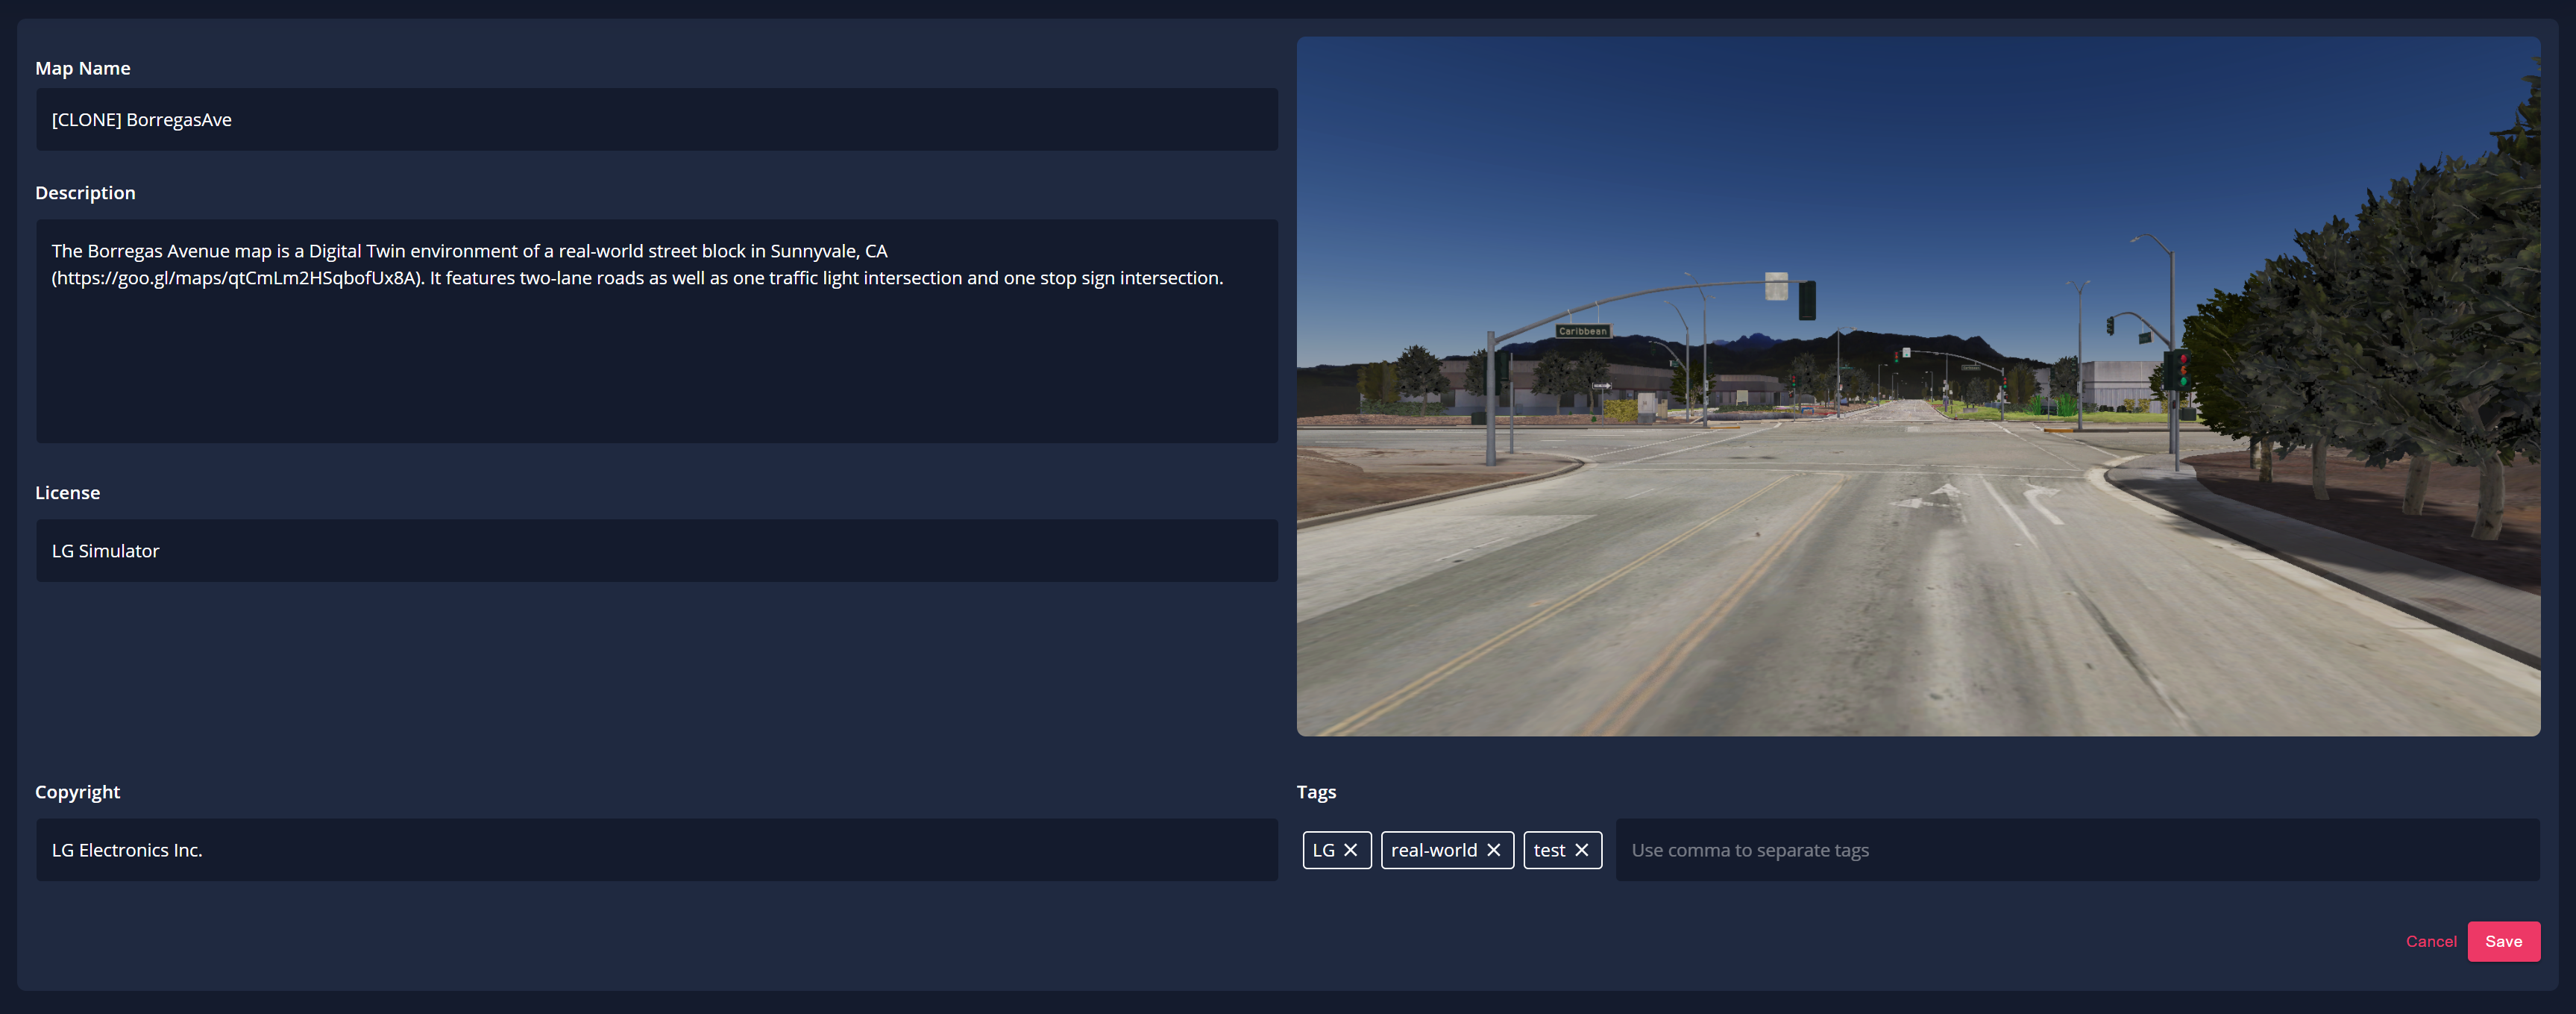 Map Name
[CLONE] BorregasAve
Description
The Borregas Avenue map is a Digital Twin environment of a real-world street block in Sunnyvale, CA
(https://goo.gl/maps/qtCmLm2HSqbofUx8A). It features two-lane roads as well as one traffic light intersection and one stop sign intersection.
License
LG Simulator
Caribbean
Copyright
LG Electronics Inc.
Tags
LG
real-world
test
Use comma to separate tags
Cancel
Save